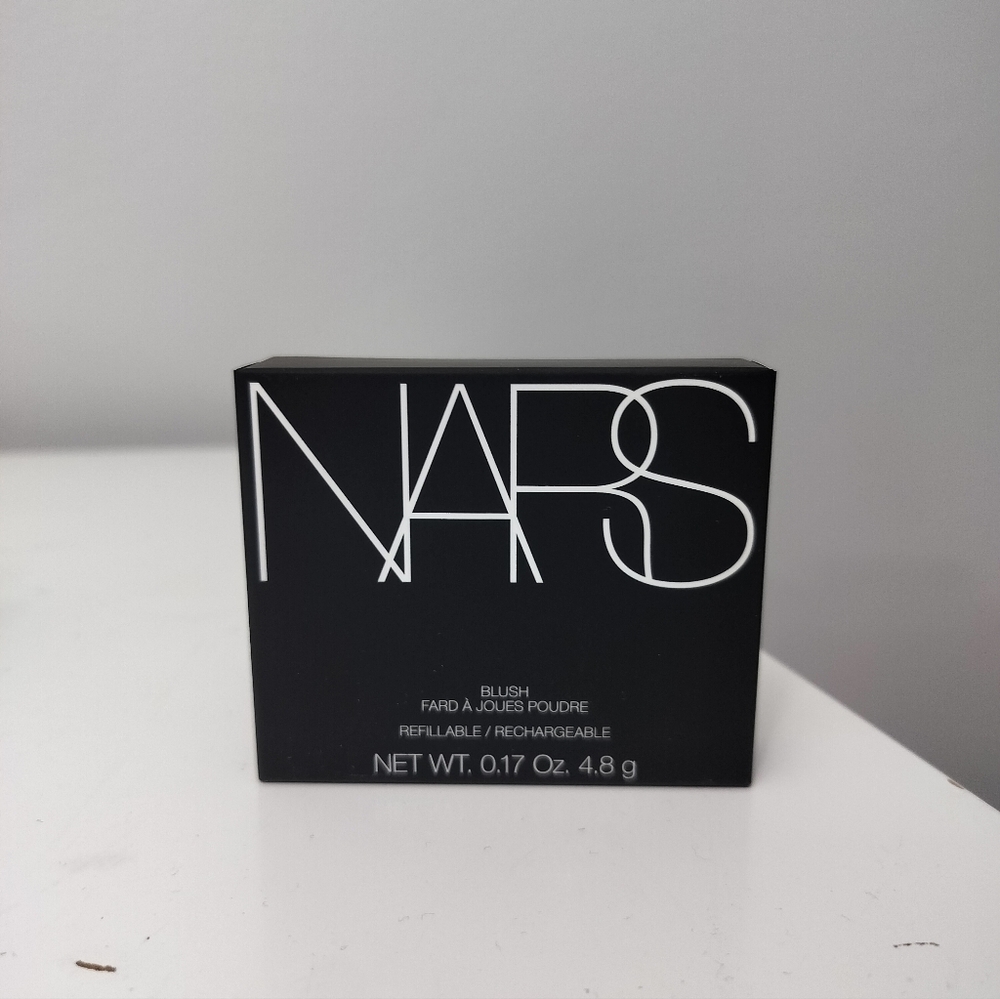 NARS
BLUSH
FARD À JOUES POUDRE
REFILLABLE / RECHARGEABLE
NET WT. 0.17 Oz. 4.8 g